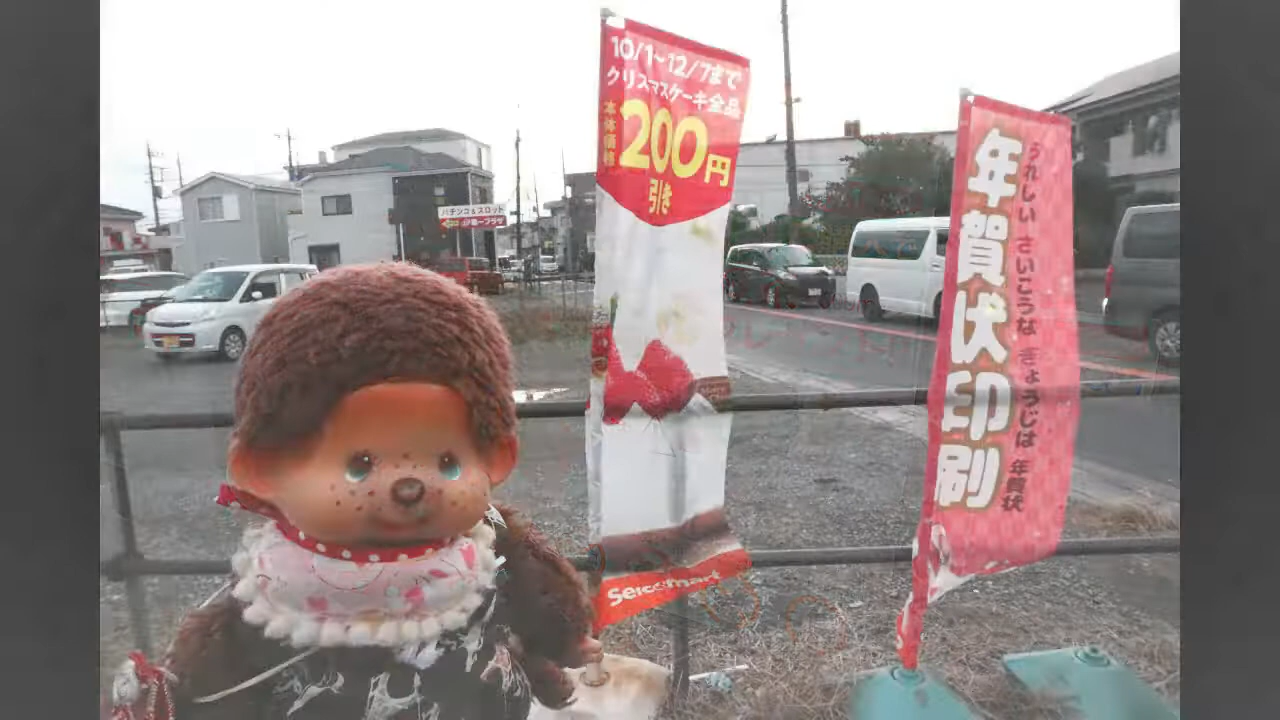 10/1~12/7まで
クリスマスケーキ全品
本体価格
200円
引き
Seicomart
年賀状印刷
うれしい さいこうな ぎょうじは 年賀状
パチンコ&スロット